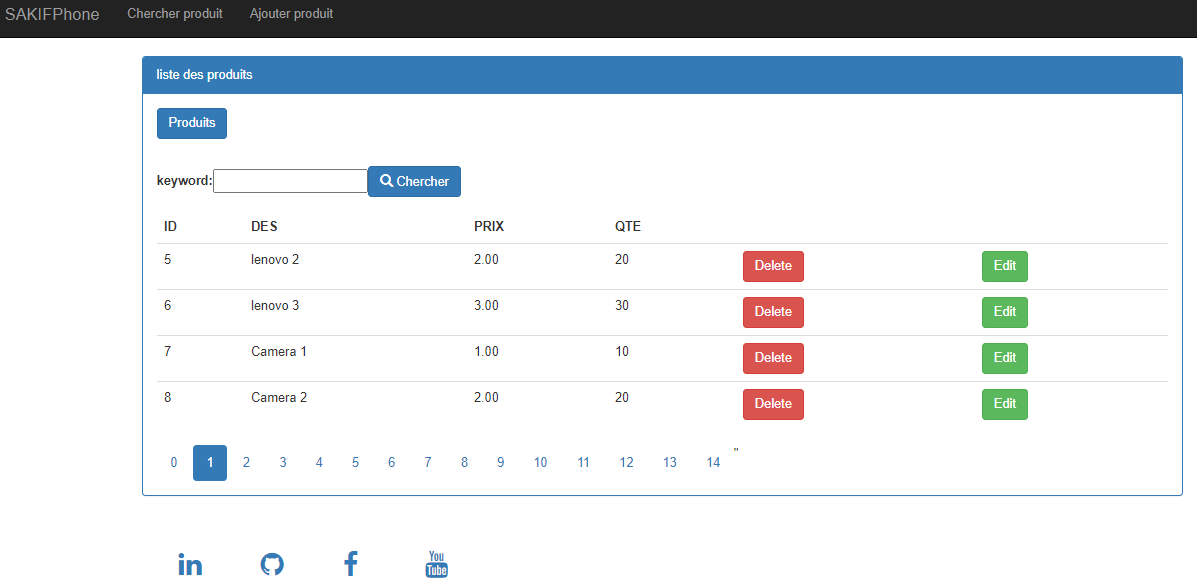 SAKIFPhone Chercher produit Ajouter produit
liste des produits
Produits
keyword: Chercher
ID DES PRIX QTE
5 lenovo 2 2.00 20 Delete Edit
6 lenovo 3 3.00 30 Delete Edit
7 Camera 1 1.00 10 Delete Edit
8 Camera 2 2.00 20 Delete Edit
0 1 2 3 4 5 6 7 8 9 10 11 12 13 14 "
in f You
Tube